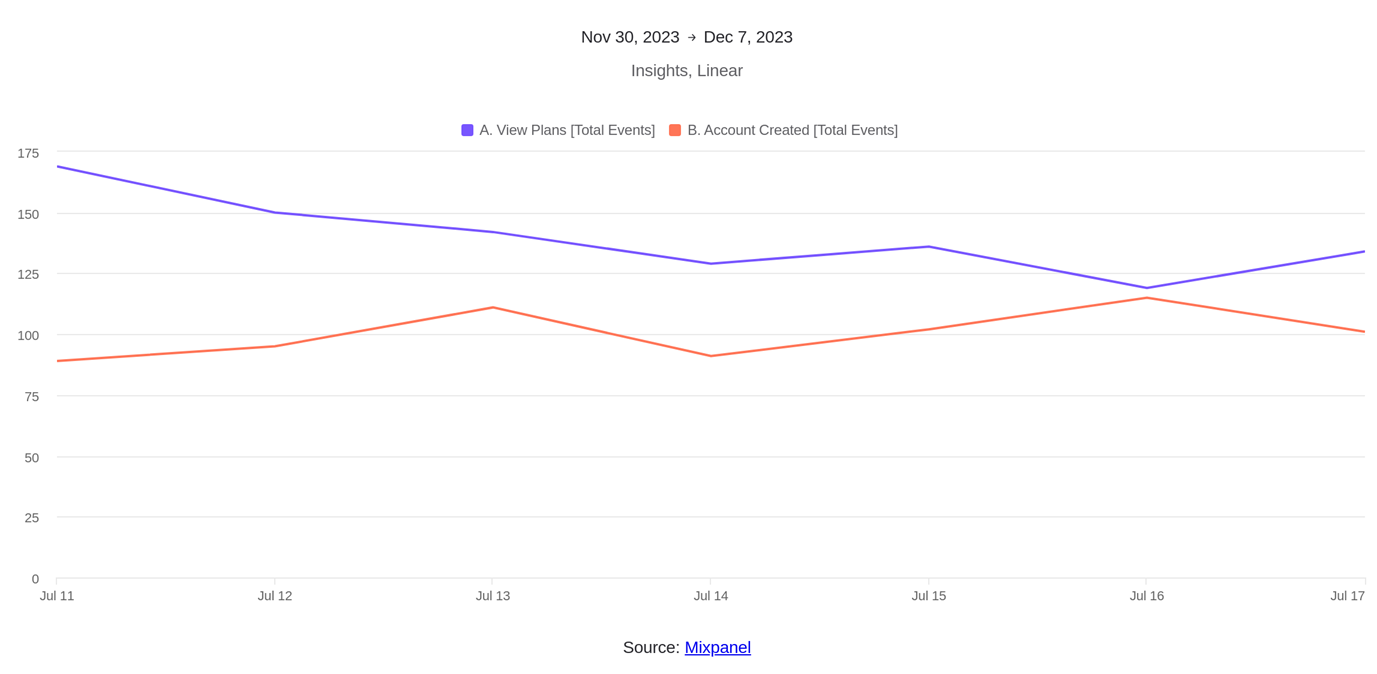 Nov 30, 2023 → Dec 7, 2023
Insights, Linear
A. View Plans [Total Events] B. Account Created [Total Events]
175
150
125
100
75
50
25
0
Jul 11 Jul 12 Jul 13 Jul 14 Jul 15 Jul 16 Jul 17
Source: Mixpanel